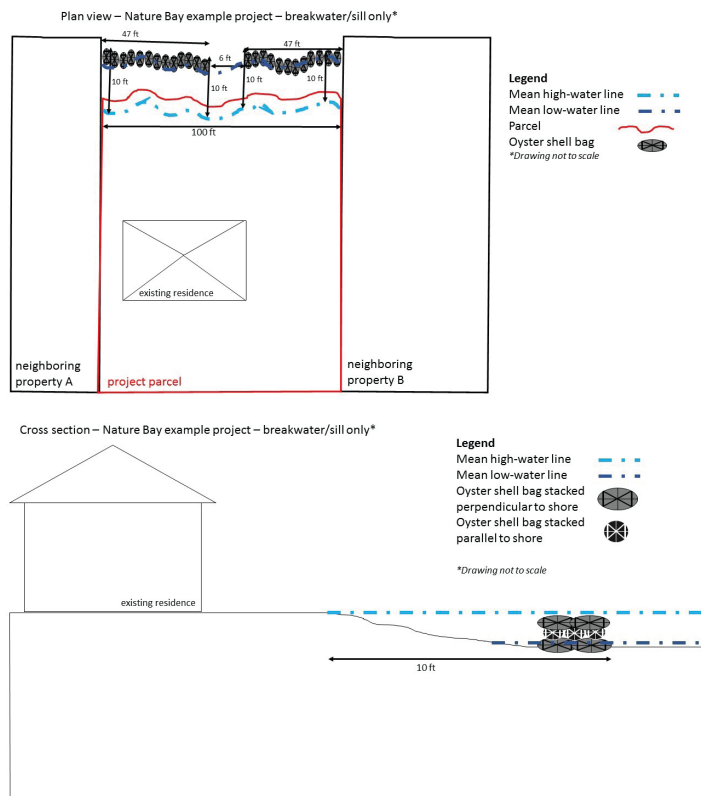 Plan view – Nature Bay example project – breakwater/sill only*
47 ft
47 ft
6 ft
10 ft
10 ft
10 ft
10 ft
100 ft
existing residence
neighboring
property A
project parcel
neighboring
property B
Legend
Mean high-water line
Mean low-water line
Parcel
Oyster shell bag
*Drawing not to scale
Cross section – Nature Bay example project – breakwater/sill only*
Legend
Mean high-water line
Mean low-water line
Oyster shell bag stacked
perpendicular to shore
Oyster shell bag stacked
parallel to shore
*Drawing not to scale
existing residence
10 ft